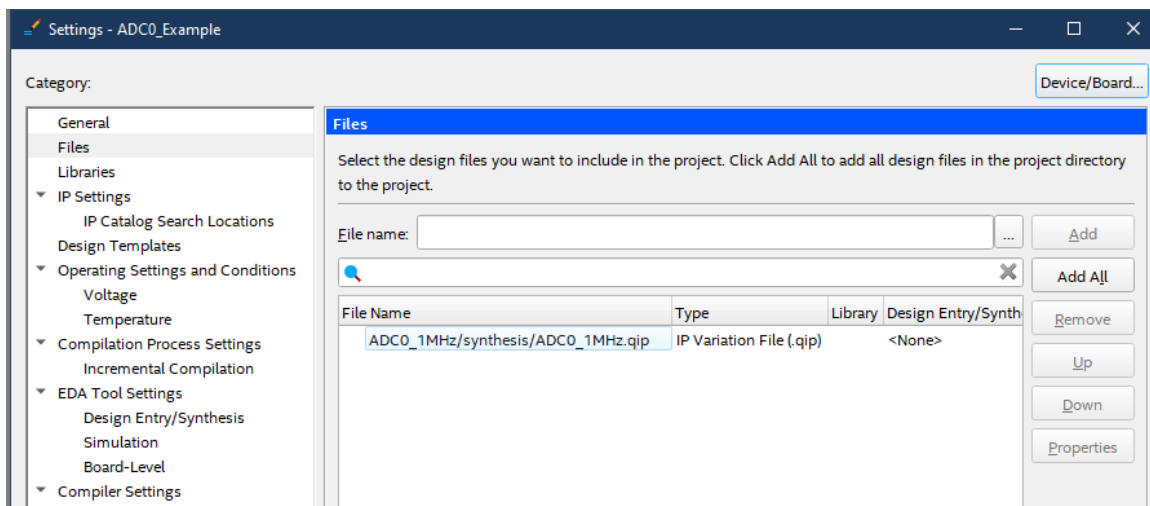 Settings - ADC0_Example
Category:
Device/Board...
General
Files
Libraries
IP Settings
IP Catalog Search Locations
Design Templates
Operating Settings and Conditions
Voltage
Temperature
Compilation Process Settings
Incremental Compilation
EDA Tool Settings
Design Entry/Synthesis
Simulation
Board-Level
Compiler Settings
Files
Select the design files you want to include in the project. Click Add All to add all design files in the project directory
to the project.
File name:
...
Add
Add All
File Name Type Library Design Entry/Synth
ADC0_1MHz/synthesis/ADC0_1MHz.qip IP Variation File (.qip) <None>
Remove
Up
Down
Properties